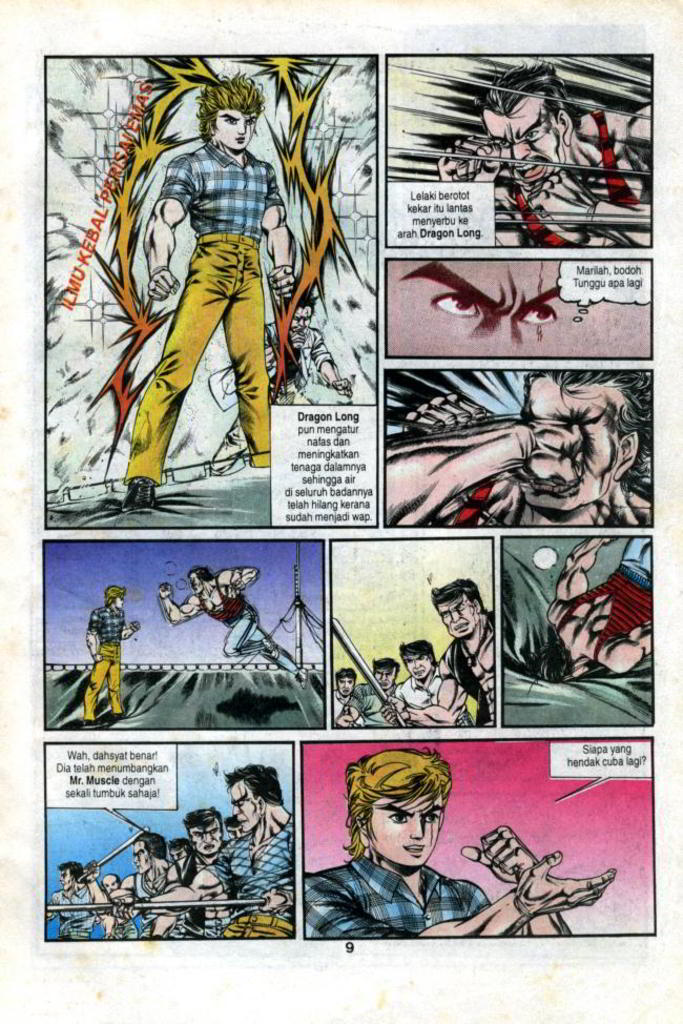 ILMU KEBAL PERISAI EMAS
Dragon Long
pun mengatur
nafas dan
meningkatkan
tenaga dalamnya
sehingga air
di seluruh badannya
telah hilang kerana
sudah menjadi wap.
Lelaki berotot
kekar itu lantas
menyerbu ke
arah Dragon Long.
Marilah, bodoh.
Tunggu apa lagi
Wah, dahsyat benar!
Dia telah menumbangkan
Mr. Muscle dengan
sekali tumbuk sahaja!
Siapa yang
hendak cuba lagi?
9